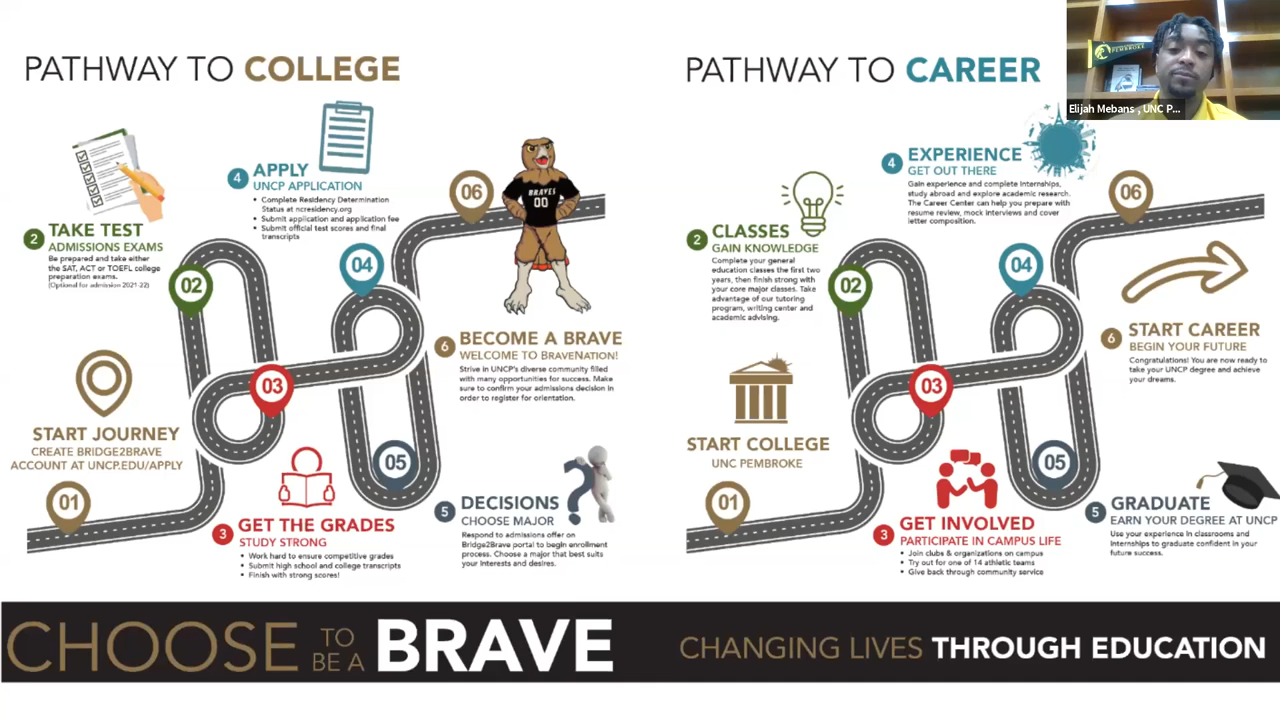 PATHWAY TO COLLEGE
2
TAKE TEST
ADMISSIONS EXAMS
Be prepared and take either
the SAT, ACT or TOEFL college
preparation exams.
(Optional for admission 2021-22)
4
APPLY
UNCP APPLICATION
• Complete Residency Determination
Status at ncresidency.org
• Submit application and application fee
• Submit official test scores and final
transcripts
06
BRAVES
00
02
04
START JOURNEY
CREATE BRIDGE2BRAVE
ACCOUNT AT UNCP.EDU/APPLY
03
6
BECOME A BRAVE
WELCOME TO BRAVENATION!
Strive in UNCP's diverse community filled
with many opportunities for success. Make
sure to confirm your admissions decision in
order to register for orientation.
01
05
3
GET THE GRADES
STUDY STRONG
• Work hard to ensure competitive grades
• Submit high school and college transcripts
• Finish with strong scores!
5
DECISIONS
CHOOSE MAJOR
Respond to admissions offer on
Bridge2Brave portal to begin enrollment
process. Choose a major that best suits
your interests and desires.
CHOOSE TO BE A BRAVE
PATHWAY TO CAREER
PEMBROKE
Elijah Mebans , UNC P...
2
CLASSES
GAIN KNOWLEDGE
Complete your general
education classes the first two
years, then finish strong with
your core major classes. Take
advantage of our tutoring
program, writing center and
academic advising.
4
EXPERIENCE
GET OUT THERE
Gain experience and complete internships,
study abroad and explore academic research.
The Career Center can help you prepare with
resume review, mock interviews and cover
letter composition.
06
02
04
START COLLEGE
UNC PEMBROKE
03
6
START CAREER
BEGIN YOUR FUTURE
Congratulations! You are now ready to
take your UNCP degree and achieve
your dreams.
01
05
3
GET INVOLVED
PARTICIPATE IN CAMPUS LIFE
• Join clubs & organizations on campus
• Try out for one of 14 athletic teams
• Give back through community service
5
GRADUATE
EARN YOUR DEGREE AT UNCP
Use your experience in classrooms and
internships to graduate confident in your
future success.
CHANGING LIVES THROUGH EDUCATION